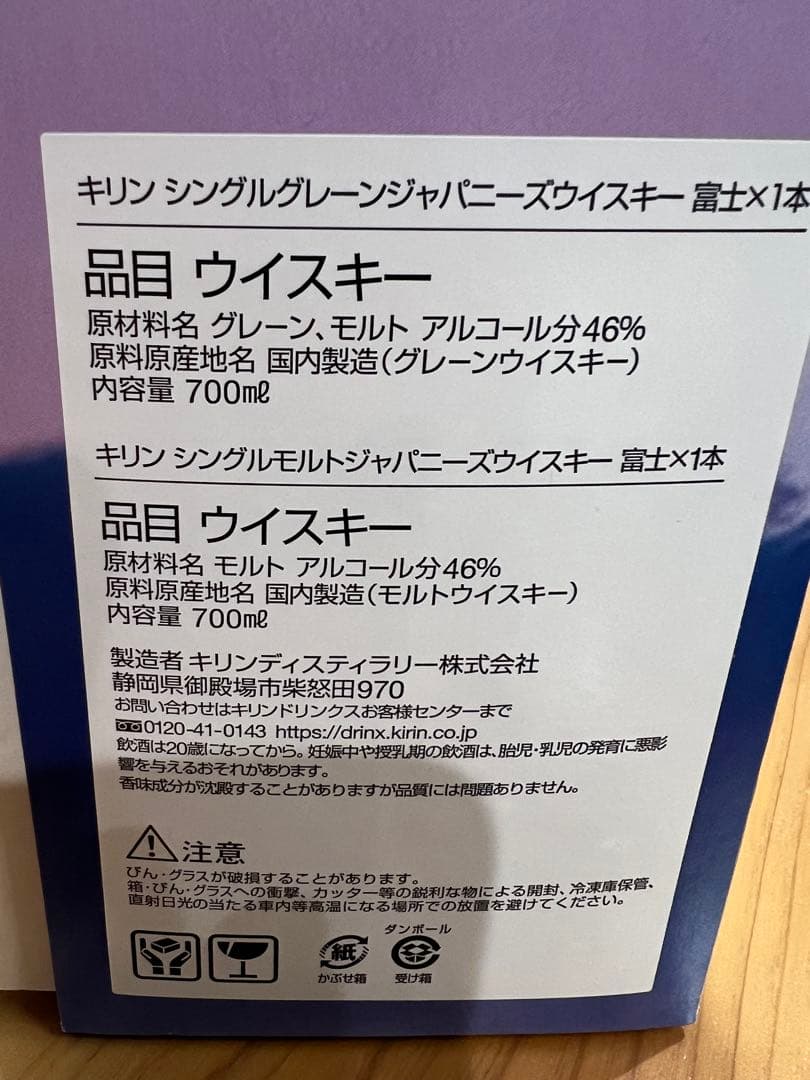 キリン シングルグレーンジャパニーズウイスキー 富士×1本
品目 ウイスキー
原材料名 グレーン、モルト アルコール分46%
原料原産地名 国内製造(グレーンウイスキー)
内容量 700mℓ
キリン シングルモルトジャパニーズウイスキー 富士×1本
品目 ウイスキー
原材料名 モルト アルコール分46%
原料原産地名 国内製造(モルトウイスキー)
内容量 700mℓ
製造者 キリンディスティラリー株式会社
静岡県御殿場市柴怒田970
お問い合わせはキリンドリンクスお客様センターまで
0120-41-0143 https://drinx.kirin.co.jp
飲酒は20歳になってから。妊娠中や授乳期の飲酒は、胎児・乳児の発育に悪影
響を与えるおそれがあります。
香味成分が沈殿することがありますが品質には問題ありません。
注意
びん・グラスが破損することがあります。
箱・びん・グラスへの衝撃、カッター等の鋭利な物による開封、冷凍庫保管、
直射日光の当たる車内等高温になる場所での放置を避けてください。
紙
かぶせ箱
ダンボール
受け箱